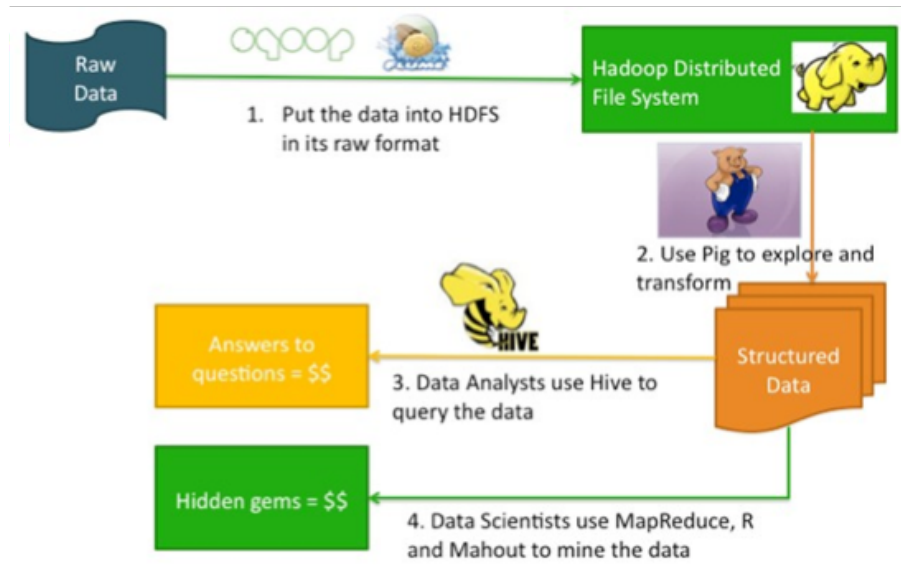 Raw
Data
sqoop
1. Put the data into HDFS
in its raw format
Hadoop Distributed
File System
2. Use Pig to explore and
transform
HIVE
Answers to
questions = $$
3. Data Analysts use Hive to
query the data
Structured
Data
Hidden gems = $$
4. Data Scientists use MapReduce, R
and Mahout to mine the data